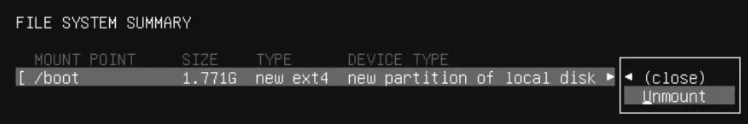 FILE SYSTEM SUMMARY
MOUNT POINT SIZE TYPE DEVICE TYPE
[ /boot 1.771G new ext4 new partition of local disk ▶
◀ (close)
Unmount